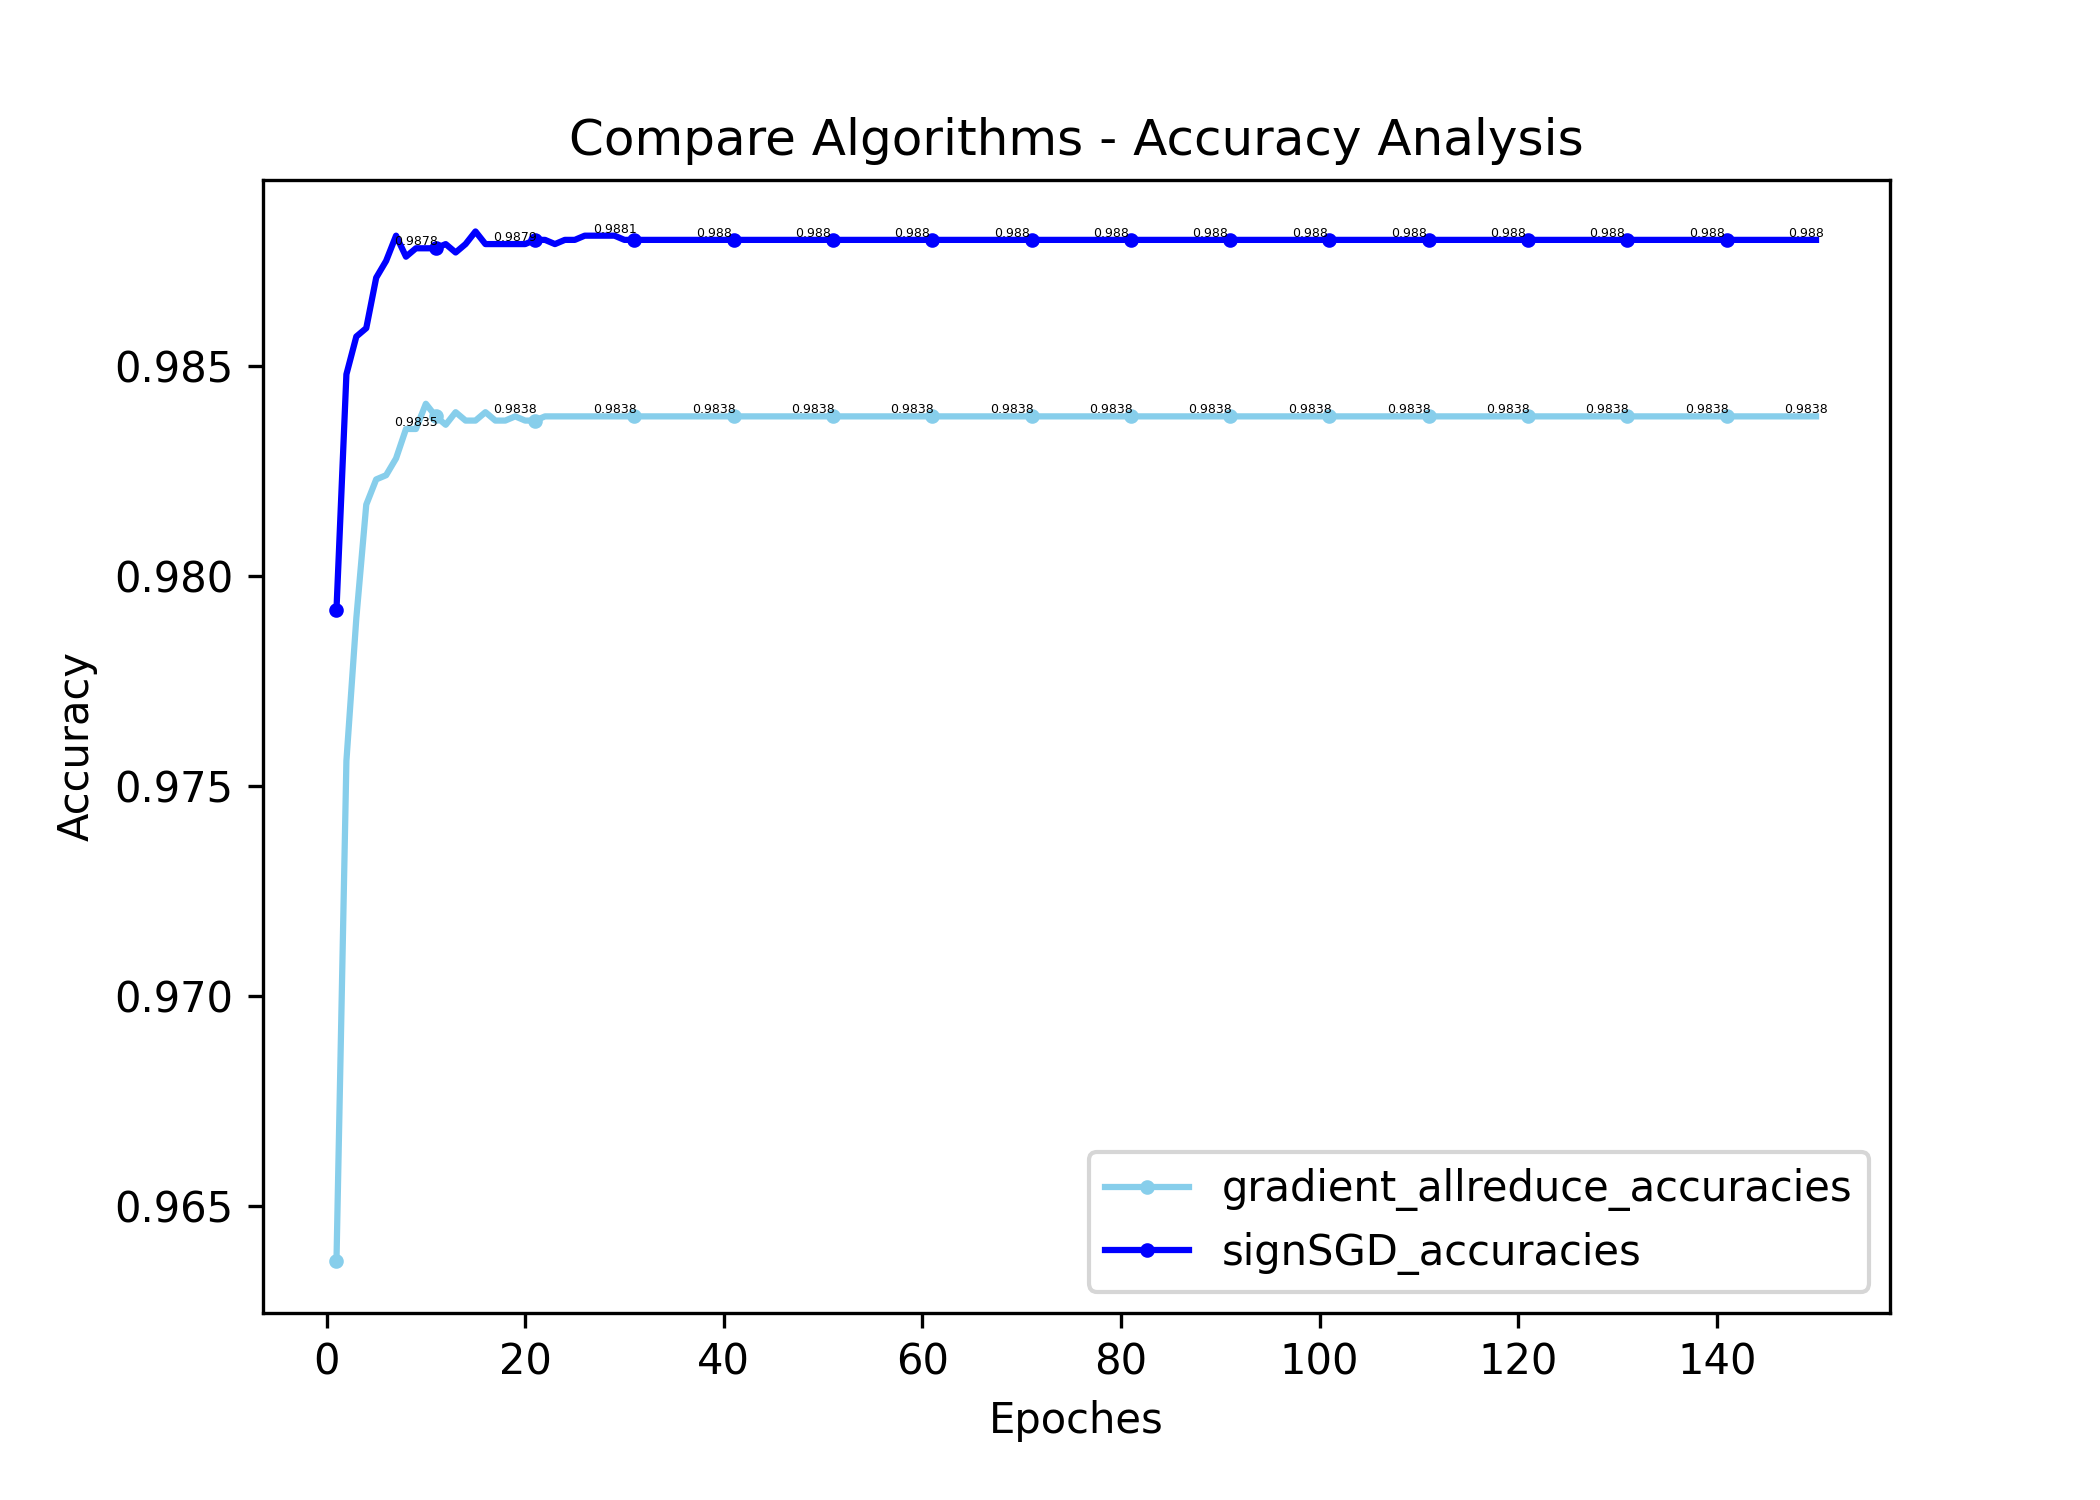 Compare Algorithms - Accuracy Analysis
0.9878 0.9879 0.9881 0.988 0.988 0.988 0.988 0.988 0.988 0.988 0.988 0.988 0.988 0.988 0.988
0.985
0.9835 0.9838 0.9838 0.9838 0.9838 0.9838 0.9838 0.9838 0.9838 0.9838 0.9838 0.9838 0.9838 0.9838 0.9838
0.980
0.975
0.970
0.965
Accuracy
gradient_allreduce_accuracies
signSGD_accuracies
0 20 40 60 80 100 120 140
Epoches